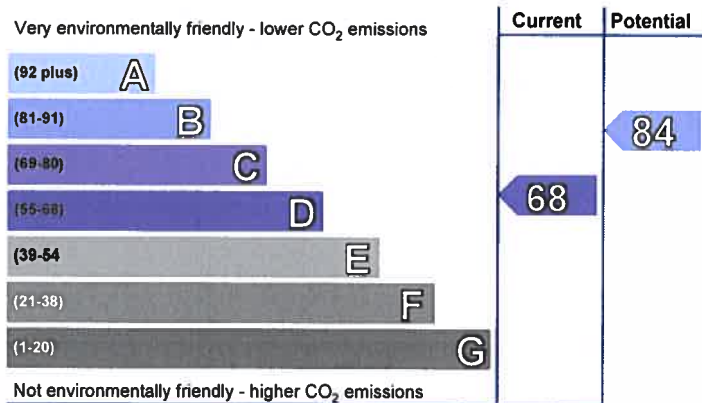 Current Potential
Very environmentally friendly - lower CO₂ emissions
(92 plus) A
(81-91) B
84
(69-80) C
(55-68) D
68
(39-54 E
(21-38) F
(1-20) G
Not environmentally friendly - higher CO₂ emissions